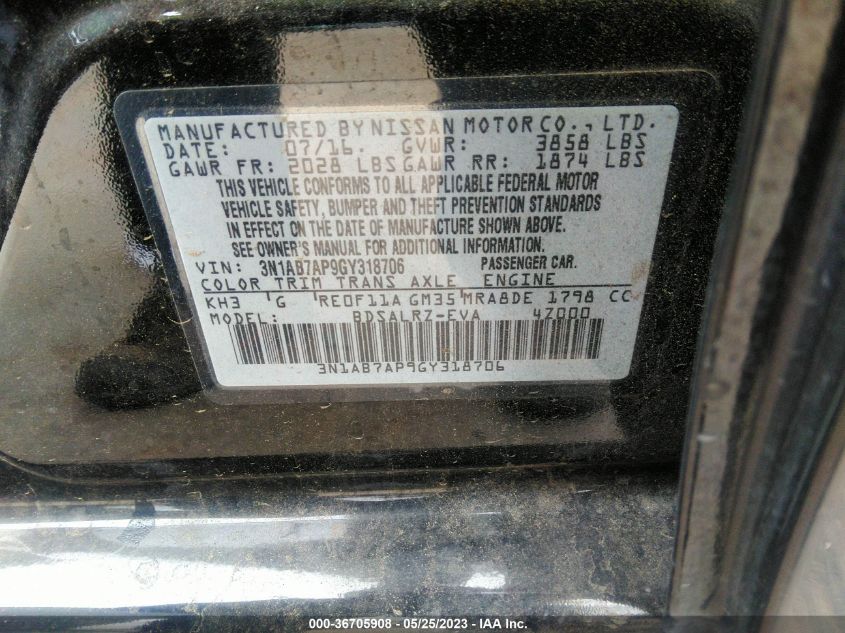 MANUFACTURED BY NISSAN MOTOR CO., LTD.
DATE: 07/16. GVWR: 3858 LBS
GAWR FR: 2028 LBS GAWR RR: 1874 LBS
THIS VEHICLE CONFORMS TO ALL APPLICABLE FEDERAL MOTOR
VEHICLE SAFETY, BUMPER AND THEFT PREVENTION STANDARDS
IN EFFECT ON THE DATE OF MANUFACTURE SHOWN ABOVE.
SEE OWNER'S MANUAL FOR ADDITIONAL INFORMATION.
VIN: 3N1AB7AP9GY318706 PASSENGER CAR.
COLOR TRIM TRANS AXLE ENGINE
KH3 'G 'RE0F11A GM35 MRA8DE 1798 CC
MODEL: BDSALRZ-EVA 4Z000
3N1AB7AP9GY318706
000-36705908 - 05/25/2023 - IAA Inc.